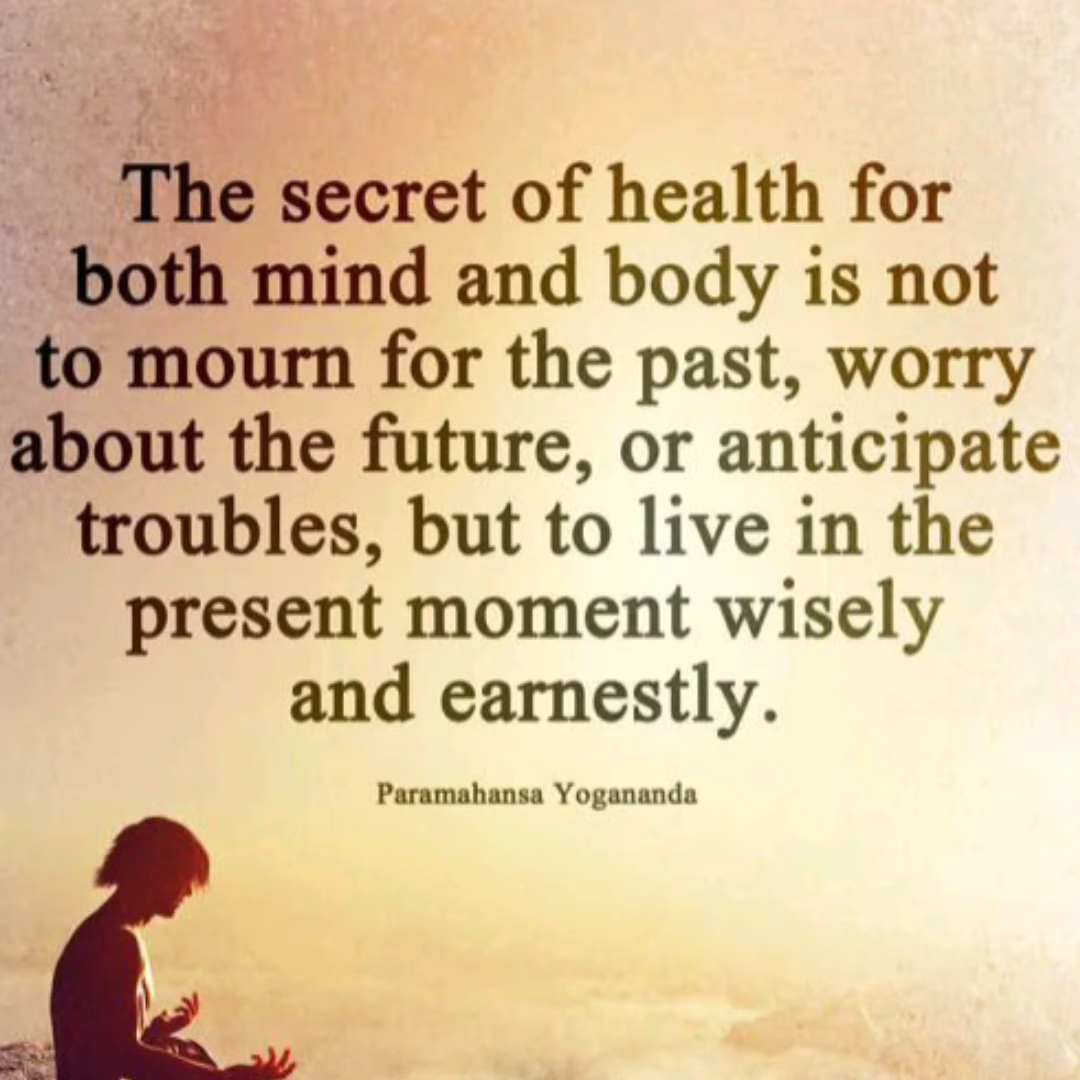 The secret of health for
both mind and body is not
to mourn for the past, worry
about the future, or anticipate
troubles, but to live in the
present moment wisely
and earnestly.
Paramahansa Yogananda